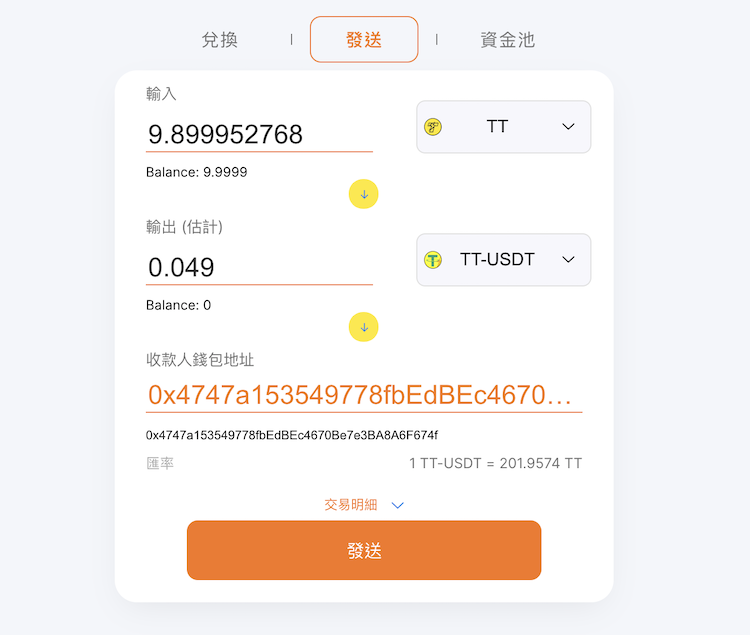 兌換 | 發送 | 資金池
輸入
9.899952768
TT
Balance: 9.9999
輸出 (估計)
0.049
TT-USDT
Balance: 0
收款人錢包地址
0x4747a153549778fbEdBEc4670...
0x4747a153549778fbEdBEc4670Be7e3BA8A6F674f
匯率
1 TT-USDT = 201.9574 TT
交易明細
發送